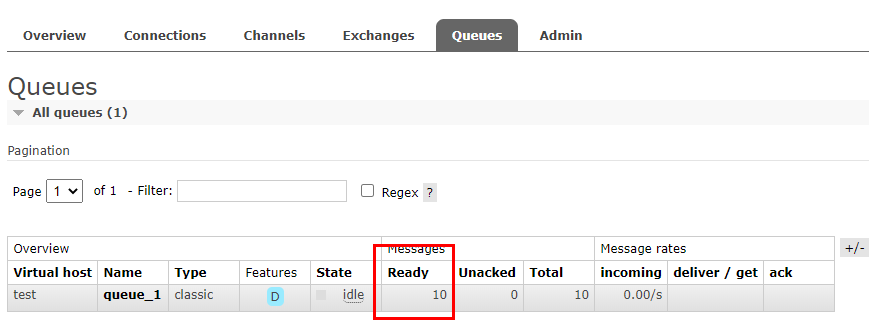 Overview Connections Channels Exchanges Queues Admin
Queues
All queues (1)
Pagination
Page 1 of 1 - Filter: Regex ?
Overview Messages Message rates +/-
Virtual host Name Type Features State Ready Unacked Total incoming deliver / get ack
test queue_1 classic D idle 10 0 10 0.00/s